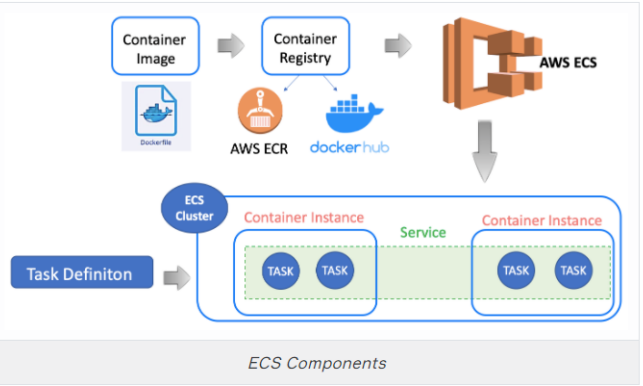 Container
Image
Container
Registry
AWS ECS
Dockerfile
AWS ECR
dockerhub
ECS
Cluster
Container Instance
Service
Container Instance
Task Definiton
TASK
TASK
TASK
TASK
ECS Components